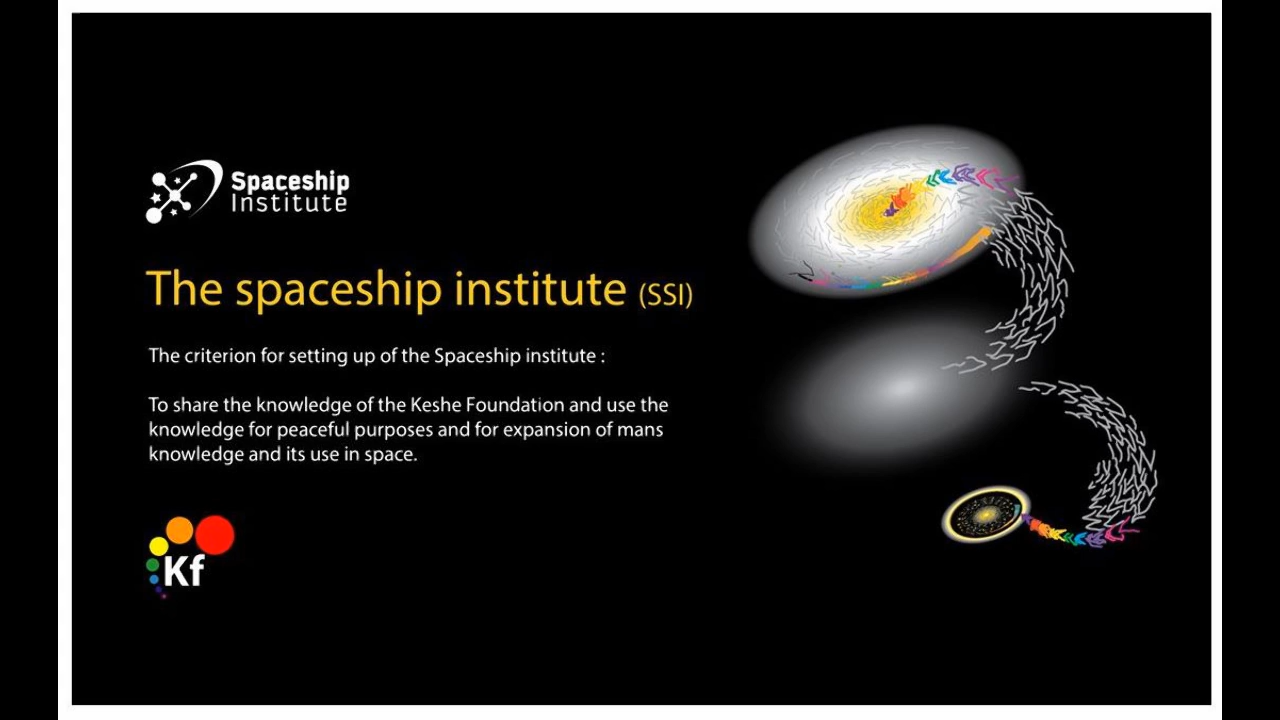 Spaceship
Institute
The spaceship institute (SSI)
The criterion for setting up of the Spaceship institute :
To share the knowledge of the Keshe Foundation and use the
knowledge for peaceful purposes and for expansion of mans
knowledge and its use in space.
Kf